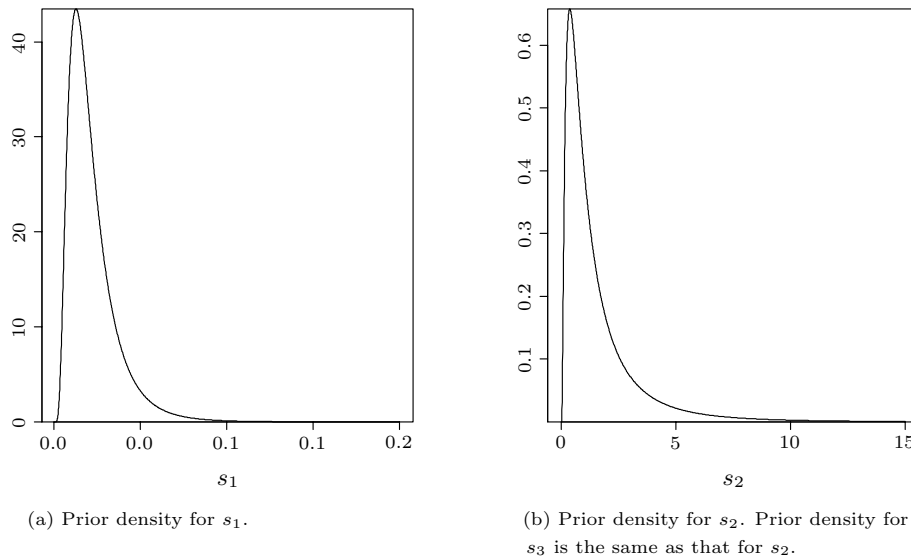 40
30
20
10
0
0.0 0.0 0.1 0.1 0.2
s₁
(a) Prior density for s₁.
0.6
0.5
0.4
0.3
0.2
0.1
0 5 10 15
s₂
(b) Prior density for s₂. Prior density for
s₃ is the same as that for s₂.